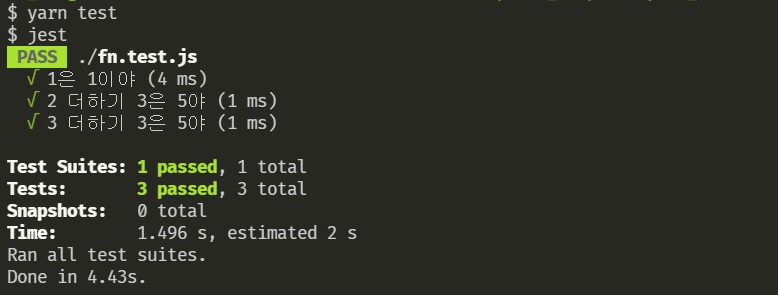 $ yarn test
$ jest
PASS ./fn.test.js
√ 1은 1이야 (4 ms)
√ 2 더하기 3은 5야 (1 ms)
√ 3 더하기 3은 5야 (1 ms)
Test Suites: 1 passed, 1 total
Tests: 3 passed, 3 total
Snapshots: 0 total
Time: 1.496 s, estimated 2 s
Ran all test suites.
Done in 4.43s.